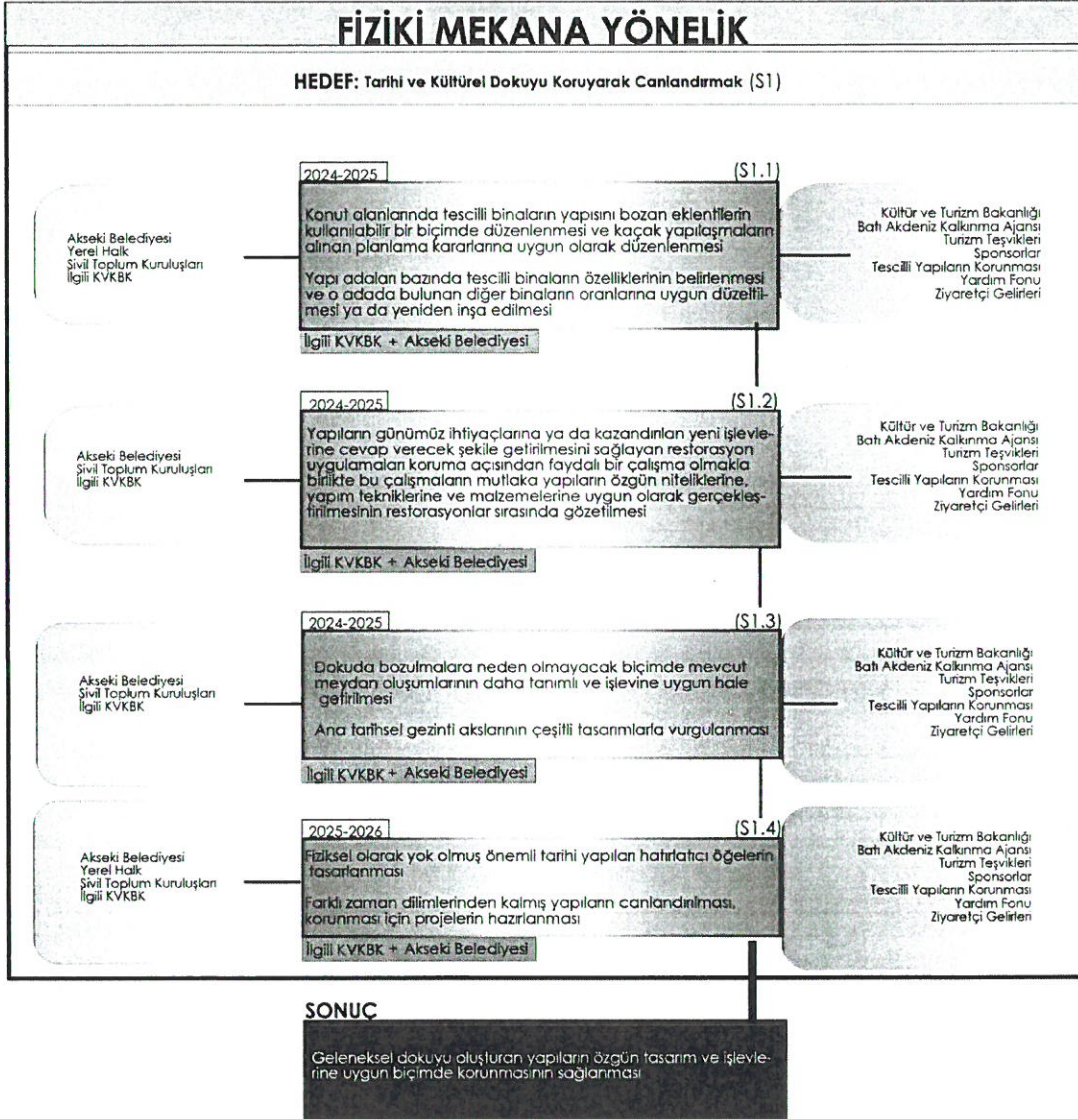 FİZİKİ MEKANA YÖNELİK
HEDEF: Tarihi ve Kültürel Dokuyu Koruyarak Canlandırmak (S1)
Akseki Belediyesi
Yerel Halk
Sivil Toplum Kuruluşları
İlgili KVKBK
2024-2025
(S1.1)
Konut alanlarında tescilli binaların yapısını bozan eklentilerin
kullanılabilir bir biçimde düzenlenmesi ve kaçak yapılaşmaların
alınan planlama kararlarına uygun olarak düzenlenmesi
Yapı adaları bazında tescilli binaların özelliklerinin belirlenmesi
ve o adada bulunan diğer binaların oranlarına uygun düzeltil-
mesi ya da yeniden inşa edilmesi
İlgili KVKBK + Akseki Belediyesi
Kültür ve Turizm Bakanlığı
Batı Akdeniz Kalkınma Ajansı
Turizm Teşvikleri
Sponsorlar
Tescilli Yapıların Korunması
Yardım Fonu
Ziyaretçi Gelirleri
Akseki Belediyesi
Sivil Toplum Kuruluşları
İlgili KVKBK
2024-2025
(S1.2)
Yapıların günümüz ihtiyaçlarına ya da kazandırılan yeni işlevle-
rine cevap verecek şekile getirilmesini sağlayan restorasyon
uygulamaları koruma açısından faydalı bir çalışma olmakla
birlikte bu çalışmaların mutlaka yapıların özgün niteliklerine,
yapım tekniklerine ve malzemelerine uygun olarak gerçekleş-
tirilmesinin restorasyonlar sırasında gözetilmesi
İlgili KVKBK + Akseki Belediyesi
Kültür ve Turizm Bakanlığı
Batı Akdeniz Kalkınma Ajansı
Turizm Teşvikleri
Sponsorlar
Tescilli Yapıların Korunması
Yardım Fonu
Ziyaretçi Gelirleri
Akseki Belediyesi
Sivil Toplum Kuruluşları
İlgili KVKBK
2024-2025
(S1.3)
Dokuda bozulmalara neden olmayacak biçimde mevcut
meydan oluşumlarının daha tanımlı ve işlevine uygun hale
getirilmesi
Ana tarihsel gezinti akslarının çeşitli tasarımlarla vurgulanması
İlgili KVKBK + Akseki Belediyesi
Kültür ve Turizm Bakanlığı
Batı Akdeniz Kalkınma Ajansı
Turizm Teşvikleri
Sponsorlar
Tescilli Yapıların Korunması
Yardım Fonu
Ziyaretçi Gelirleri
Akseki Belediyesi
Yerel Halk
Sivil Toplum Kuruluşları
İlgili KVKBK
2025-2026
(S1.4)
Fiziksel olarak yok olmuş önemli tarihi yapıları hatırlatıcı öğelerin
tasarlanması
Farklı zaman dilimlerinden kalmış yapıların canlandırılması,
korunması için projelerin hazırlanması
İlgili KVKBK + Akseki Belediyesi
Kültür ve Turizm Bakanlığı
Batı Akdeniz Kalkınma Ajansı
Turizm Teşvikleri
Sponsorlar
Tescilli Yapıların Korunması
Yardım Fonu
Ziyaretçi Gelirleri
SONUÇ
Geleneksel dokuyu oluşturan yapıların özgün tasarım ve işlevle-
rine uygun biçimde korunmasının sağlanması